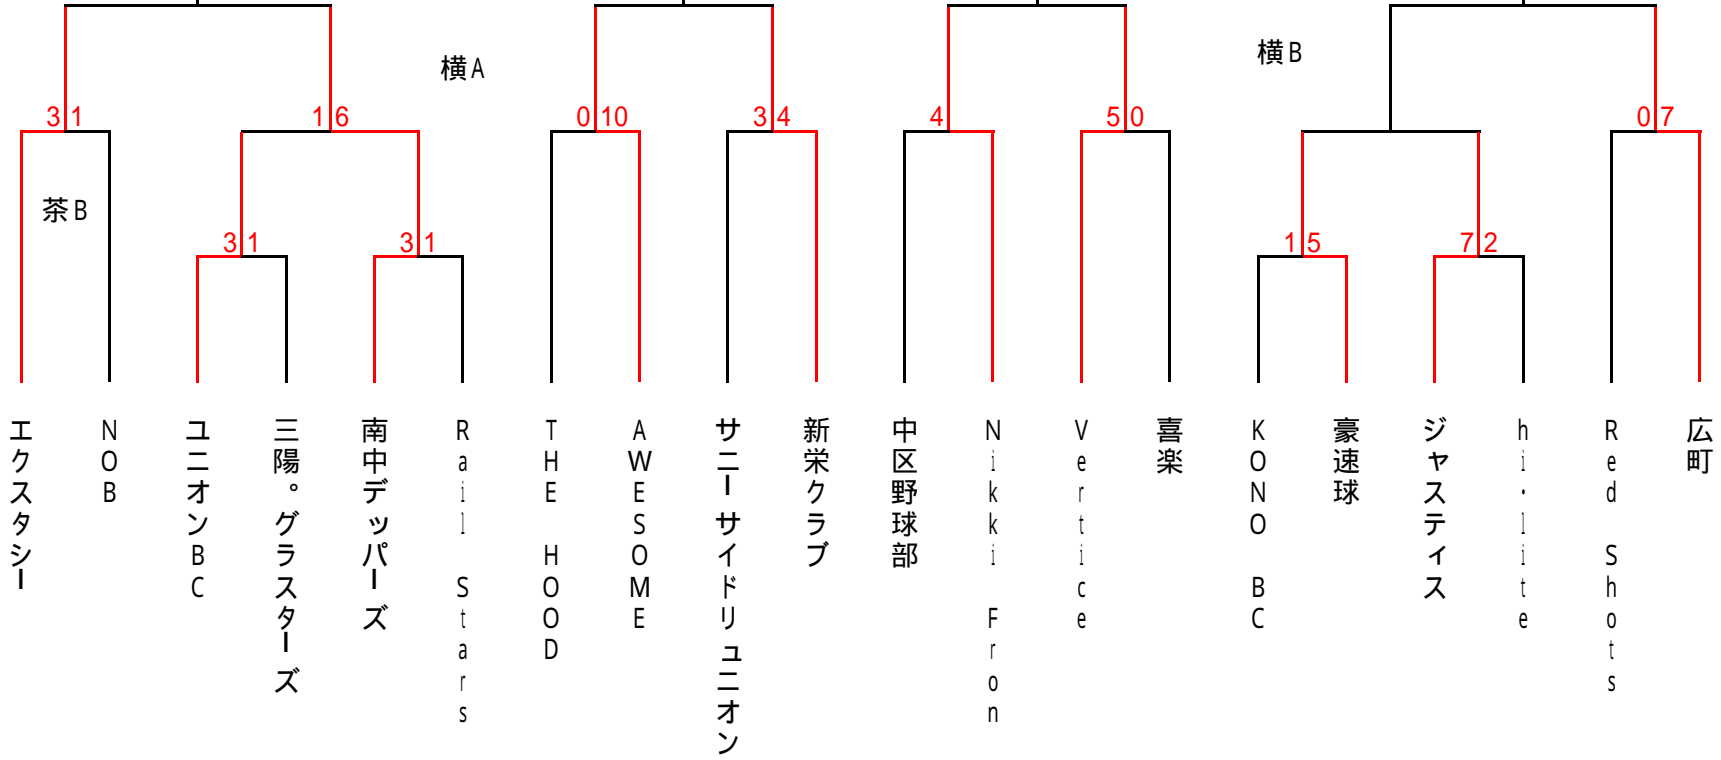 横A
横B
3 1
1 6
0 10
3 4
4
5 0
0 7
茶B
3 1
3 1
1 5
7 2
エクスタシー
NOB
ユニオンBC
三陽。グラスターズ
南中デッパーズ
Rail Stars
THE HOOD
AWESOME
サニーサイドリュニオン
新栄クラブ
中区野球部
Nikki Fron
Vertice
喜楽
KONO BC
豪速球
ジャスティス
hi・lite
Red Shots
広町